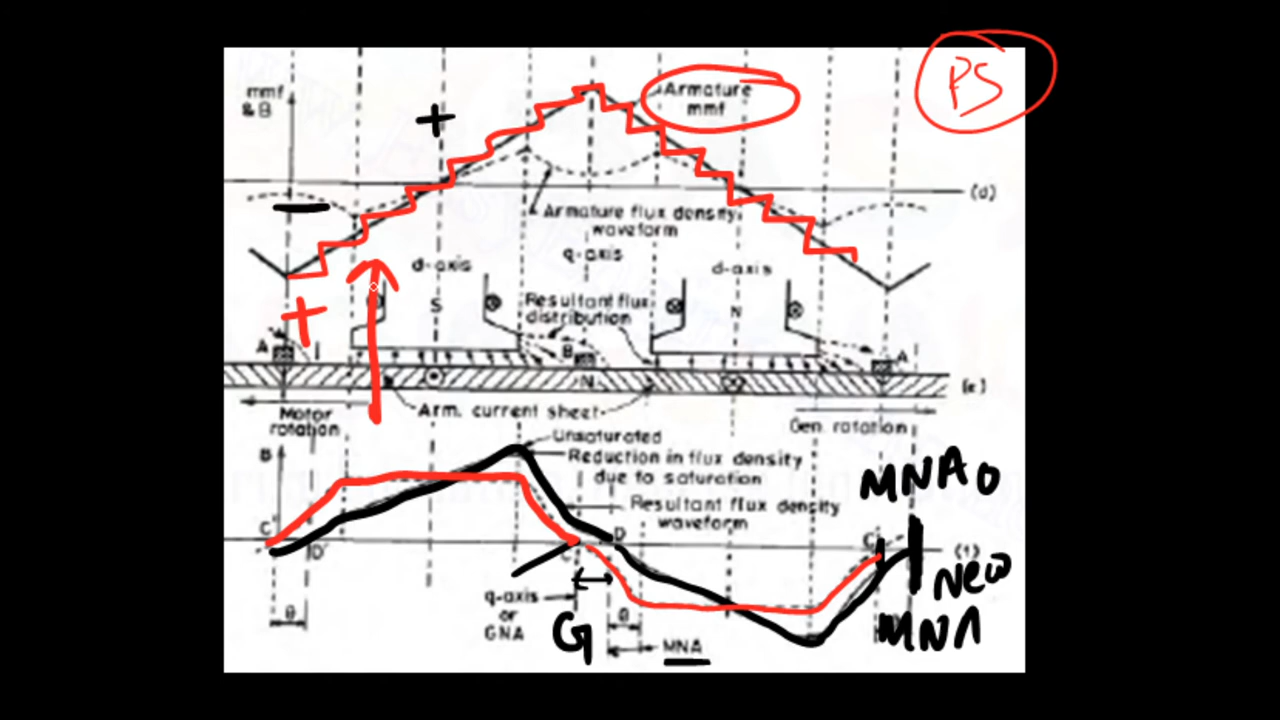 PS
mmf
& B
Armature
mmf
+
(d)
Armature flux density
waveform
q-axis
d-axis
d-axis
+
S
N
Resultant flux
distribution
A
B
A
N
(e)
Motor
rotation
Arm. current sheet
Gen rotation
B
Unsaturated
Reduction in flux density
due to saturation
MNA0
Resultant flux density
waveform
C'
D'
C
D
C'
(f)
New
MNA
q-axis
or
GNA
G
θ
θ
MNA